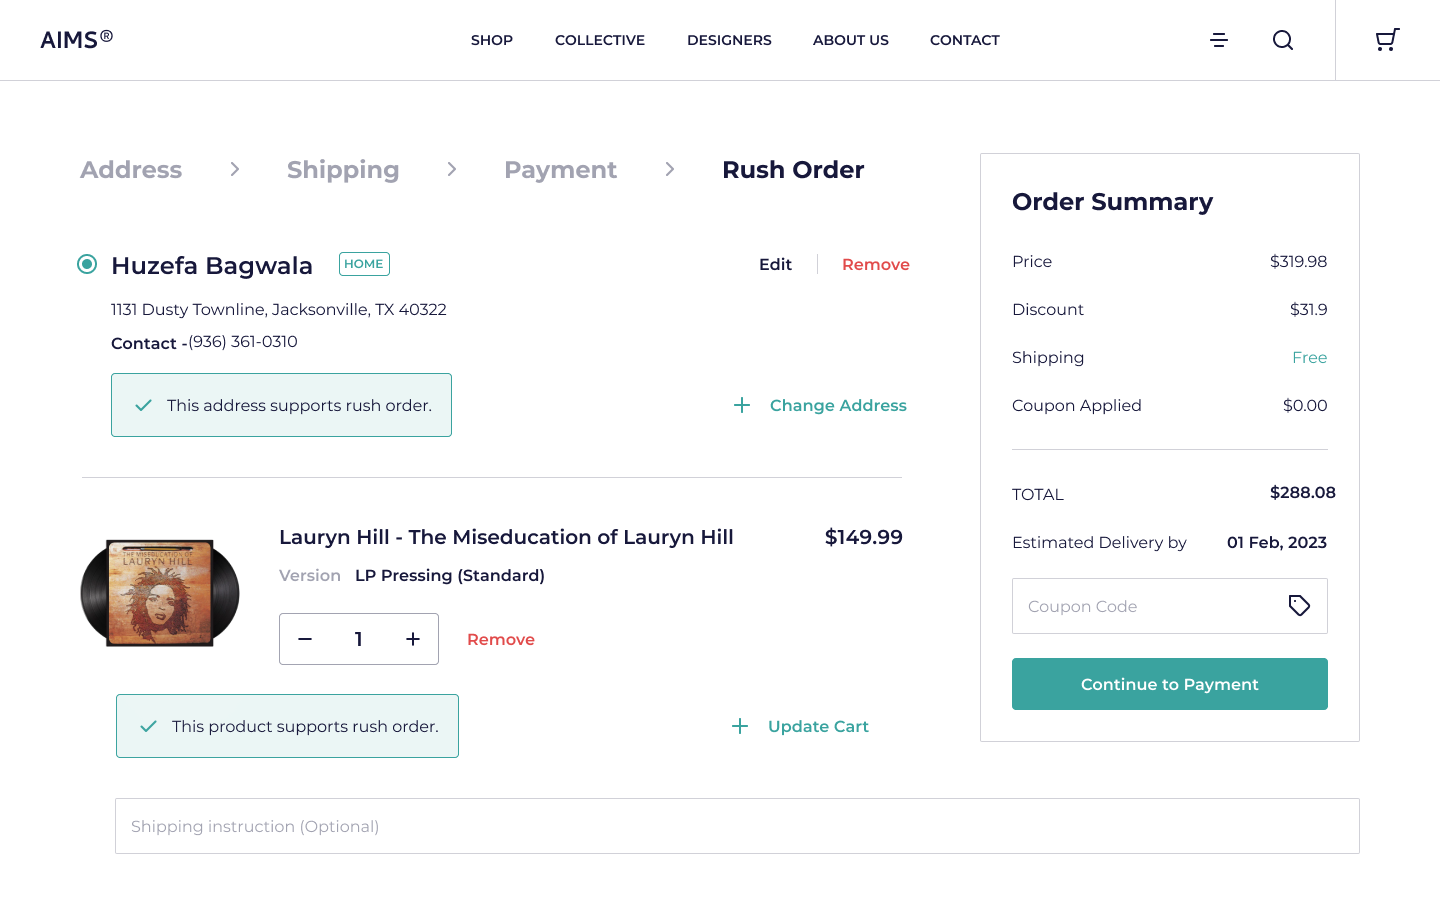 AIMS®
SHOP
COLLECTIVE
DESIGNERS
ABOUT US
CONTACT
Address
Shipping
Payment
Rush Order
Huzefa Bagwala
HOME
Edit
Remove
1131 Dusty Townline, Jacksonville, TX 40322
Contact -(936) 361-0310
This address supports rush order.
Change Address
THE MISEDUCATION OF
LAURYN HILL
Lauryn Hill - The Miseducation of Lauryn Hill
$149.99
Version LP Pressing (Standard)
1
Remove
This product supports rush order.
Update Cart
Shipping instruction (Optional)
Order Summary
Price $319.98
Discount $31.9
Shipping Free
Coupon Applied $0.00
TOTAL $288.08
Estimated Delivery by 01 Feb, 2023
Coupon Code
Continue to Payment